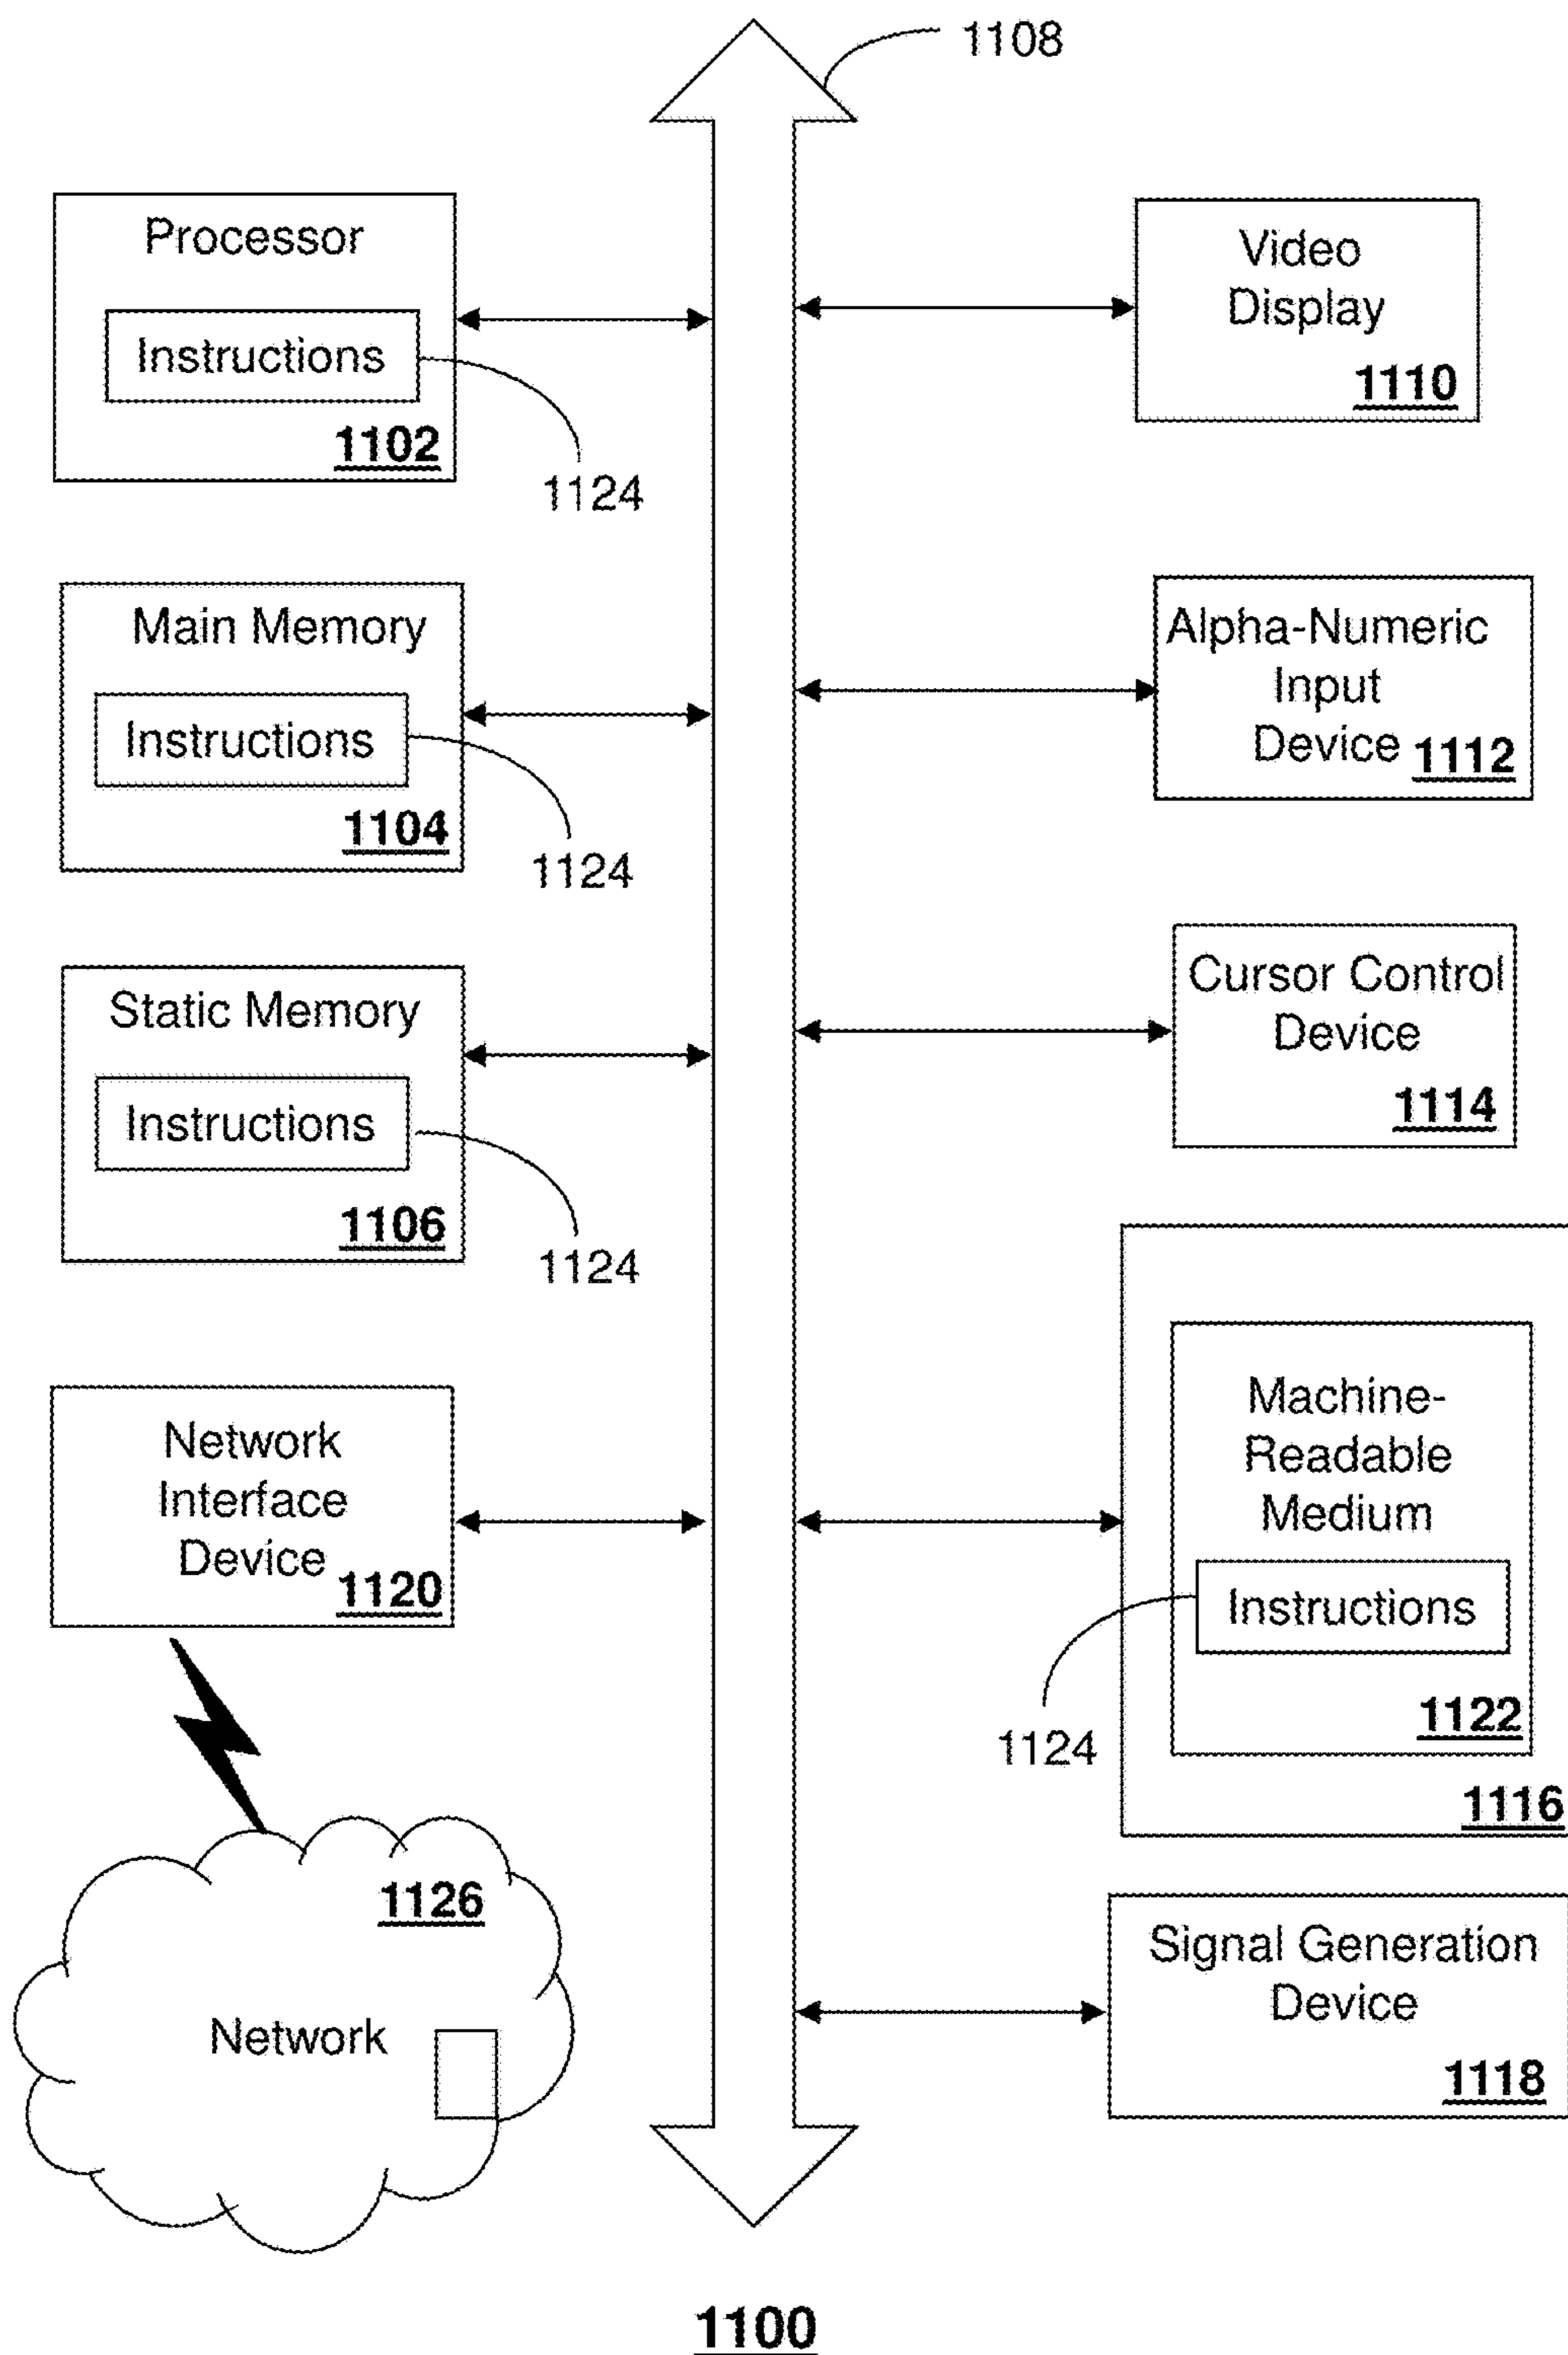 1108
Processor
Instructions
1102
1124
Main Memory
Instructions
1104
1124
Static Memory
Instructions
1106
1124
Network
Interface
Device
1120
1126
Network
Video
Display
1110
Alpha-Numeric
Input
Device 1112
Cursor Control
Device
1114
Machine-
Readable
Medium
Instructions
1122
1124
1116
Signal Generation
Device
1118
1100